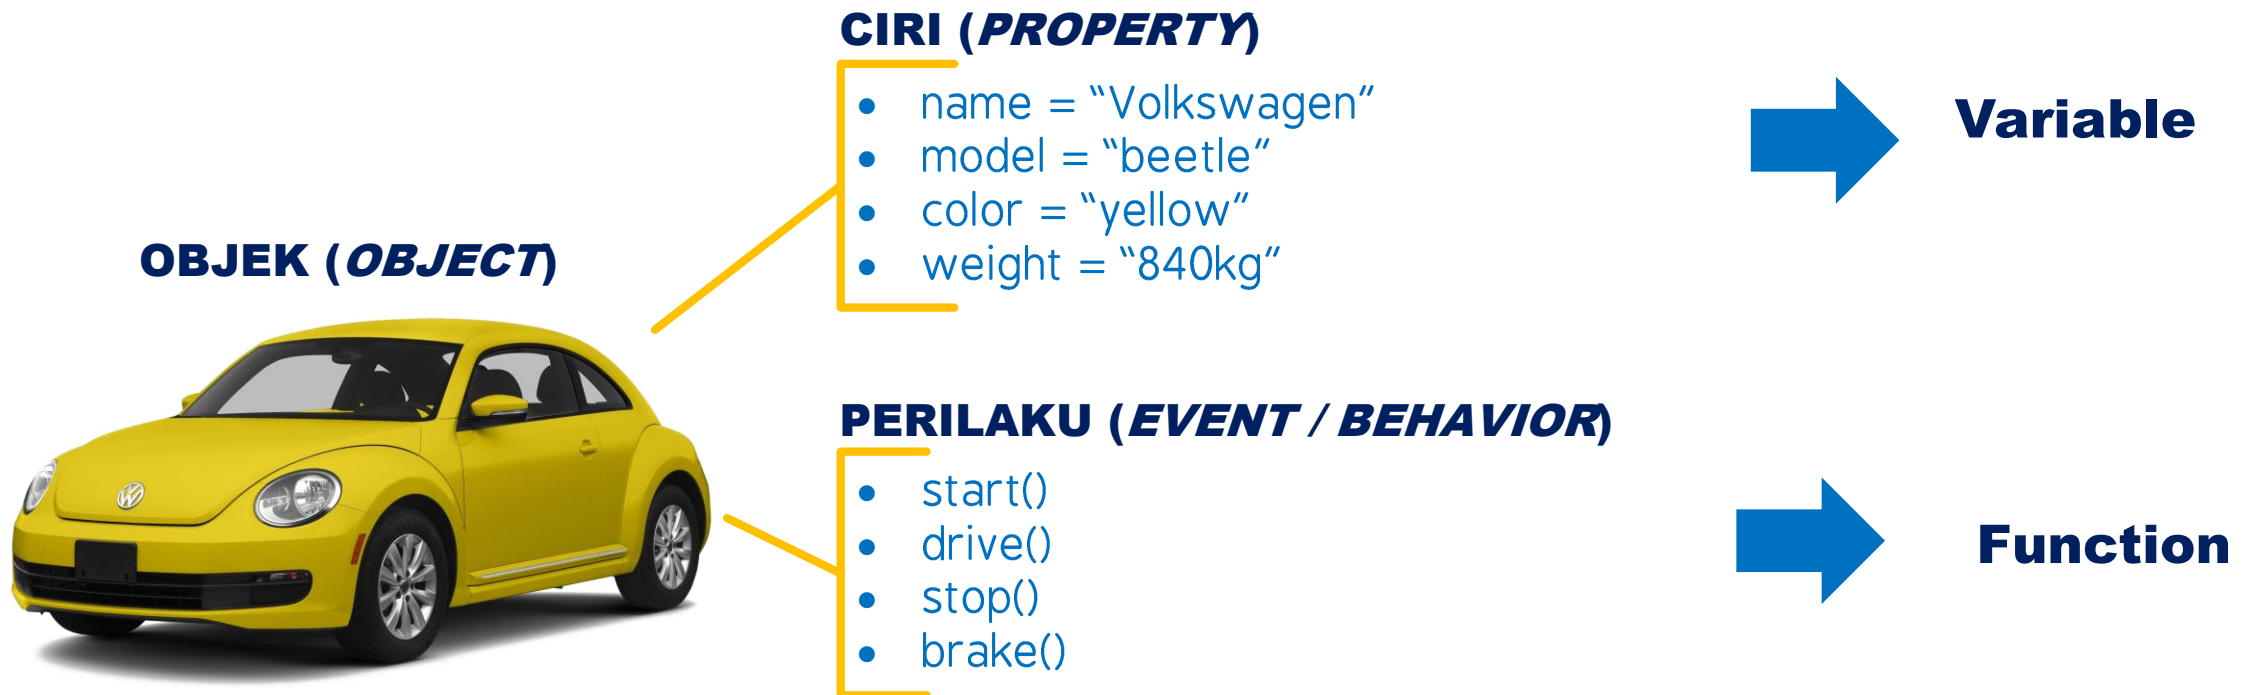 OBJEK (OBJECT)
CIRI (PROPERTY)
• name = “Volkswagen”
• model = “beetle”
• color = “yellow”
• weight = “840kg”
Variable
PERILAKU (EVENT / BEHAVIOR)
• start()
• drive()
• stop()
• brake()
Function